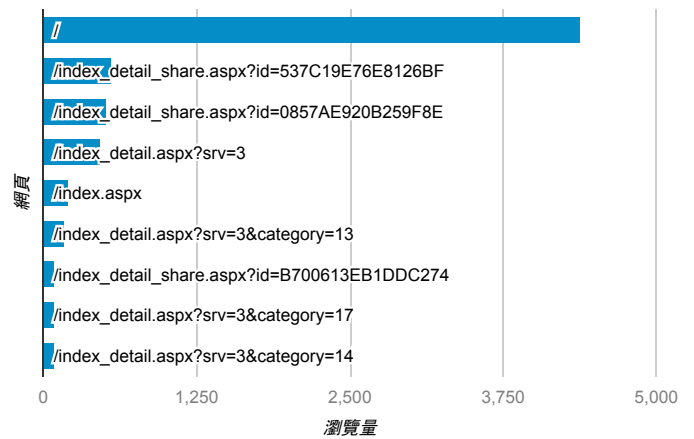 /
/index_detail_share.aspx?id=537C19E76E8126BF
/index_detail_share.aspx?id=0857AE920B259F8E
/index_detail.aspx?srv=3
/index.aspx
/index_detail.aspx?srv=3&category=13
/index_detail_share.aspx?id=B700613EB1DDC274
/index_detail.aspx?srv=3&category=17
/index_detail.aspx?srv=3&category=14
網頁
0 1,250 2,500 3,750 5,000
瀏覽量